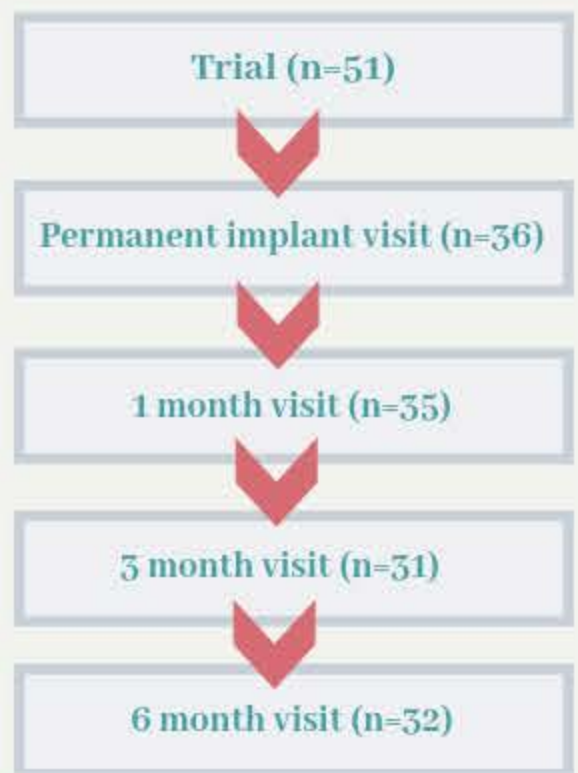 Trial (n=51)
Permanent implant visit (n=36)
1 month visit (n=35)
3 month visit (n=31)
6 month visit (n=32)